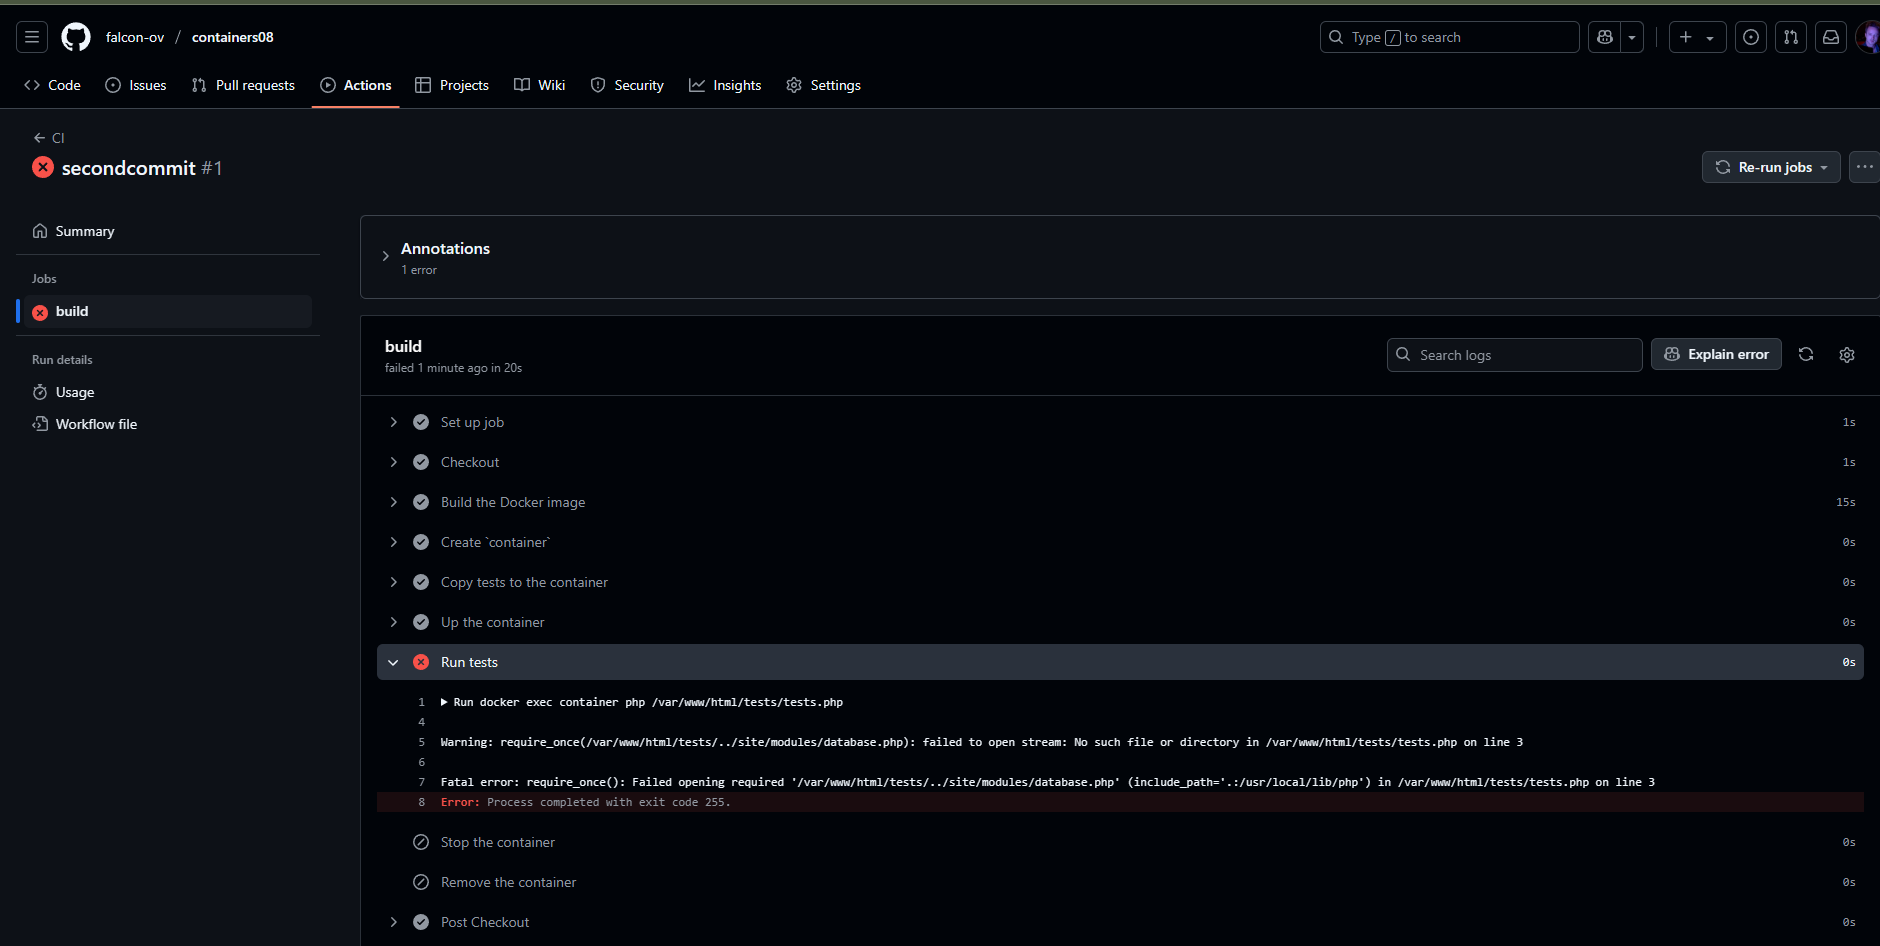 falcon-ov / containers08
Type / to search
Code
Issues
Pull requests
Actions
Projects
Wiki
Security
Insights
Settings
CI
secondcommit #1
Re-run jobs
Summary
Jobs
build
Run details
Usage
Workflow file
Annotations
1 error
build
failed 1 minute ago in 20s
Search logs
Explain error
Set up job 1s
Checkout 1s
Build the Docker image 15s
Create `container` 0s
Copy tests to the container 0s
Up the container 0s
Run tests 0s
1 Run docker exec container php /var/www/html/tests/tests.php
4
5 Warning: require_once(/var/www/html/tests/../site/modules/database.php): failed to open stream: No such file or directory in /var/www/html/tests/tests.php on line 3
6
7 Fatal error: require_once(): Failed opening required '/var/www/html/tests/../site/modules/database.php' (include_path='.:/usr/local/lib/php') in /var/www/html/tests/tests.php on line 3
8 Error: Process completed with exit code 255.
Stop the container 0s
Remove the container 0s
Post Checkout 0s